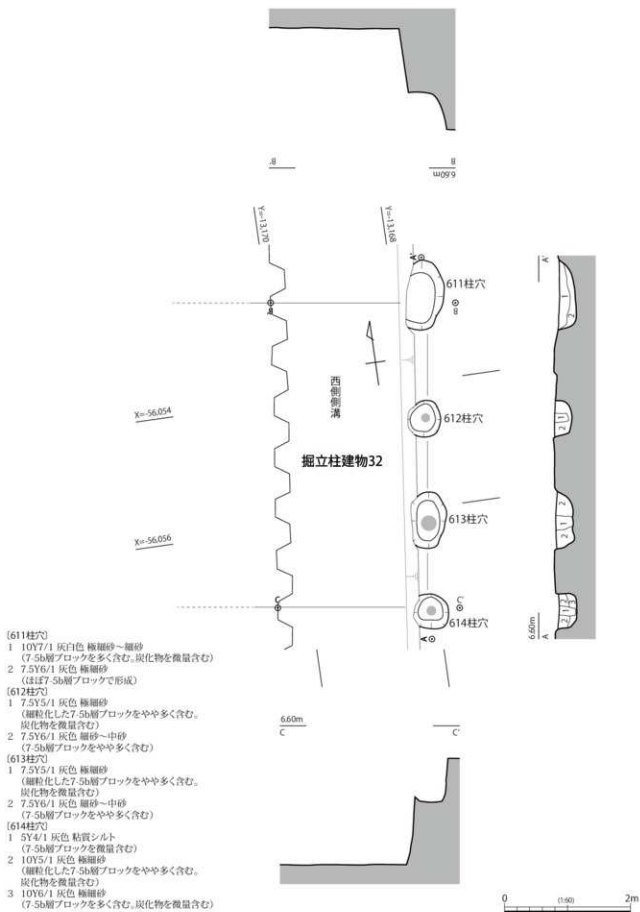 B'
B
6.60m
Y=-13,170
Y=-13,168
A'
611柱穴
B'
B
A'
1
2
西側側溝
X=-56,054
612柱穴
1
2
掘立柱建物32
613柱穴
2
1
2
X=-56,056
C'
C'
614柱穴
A
2
1
3
6.60m
A
[611柱穴]
1 10Y7/1 灰白色 極細砂~細砂
(7-5b層ブロックを多く含む。炭化物を微量含む)
2 7.5Y6/1 灰色 極細砂
(ほぼ7-5b層ブロックで形成)
[612柱穴]
1 7.5Y5/1 灰色 極細砂
(細粒化した7-5b層ブロックをやや多く含む。
炭化物を微量含む)
2 7.5Y6/1 灰色 細砂~中砂
(7-5b層ブロックをやや多く含む)
[613柱穴]
1 7.5Y5/1 灰色 極細砂
(細粒化した7-5b層ブロックをやや多く含む。
炭化物を微量含む)
2 7.5Y6/1 灰色 細砂~中砂
(7-5b層ブロックをやや多く含む)
[614柱穴]
1 5Y4/1 灰色 粘質シルト
(7-5b層ブロックを微量含む)
2 10Y5/1 灰色 極細砂
(細粒化した7-5b層ブロックをやや多く含む。
炭化物を微量含む)
3 10Y6/1 灰色 極細砂
(7-5b層ブロックを多く含む。炭化物を微量含む)
6.60m
C
C'
0 (1:60) 2m